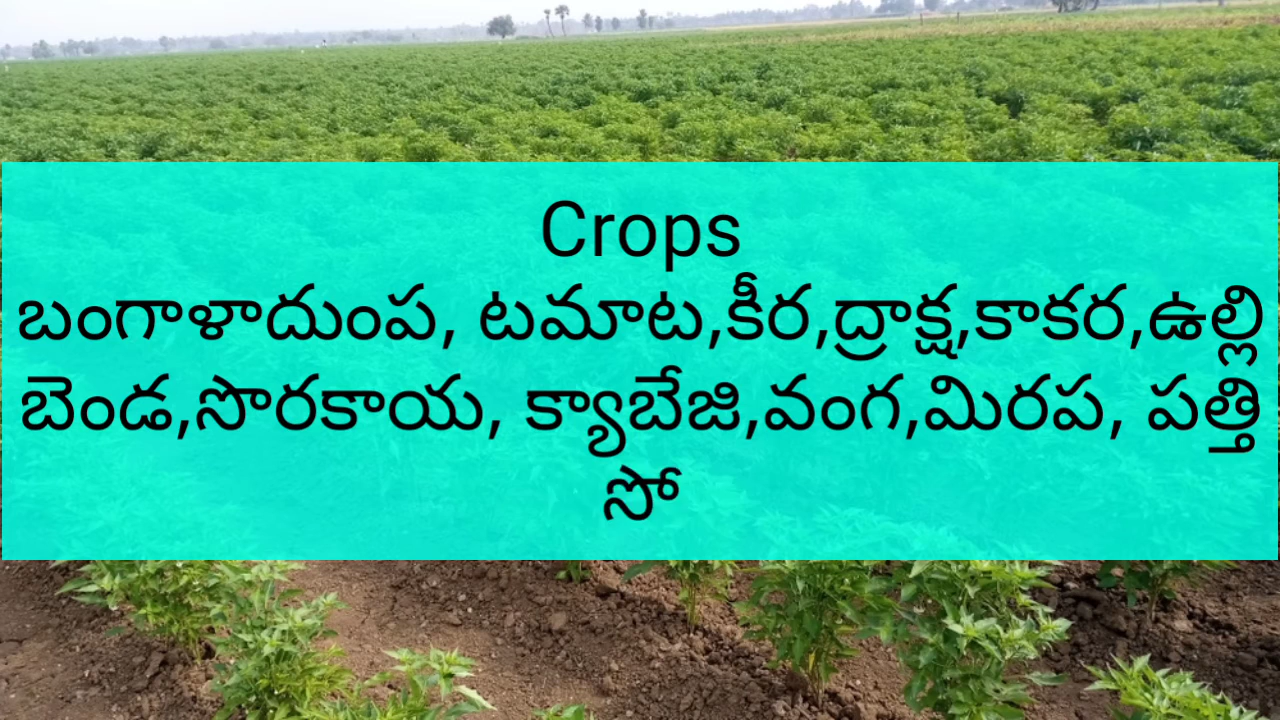 Crops
బంగాళాదుంప, టమాట,కీర,ద్రాక్ష,కాకర,ఉల్లి
బెండ,సొరకాయ, క్యాబేజి,వంగ,మిరప, పత్తి
సో